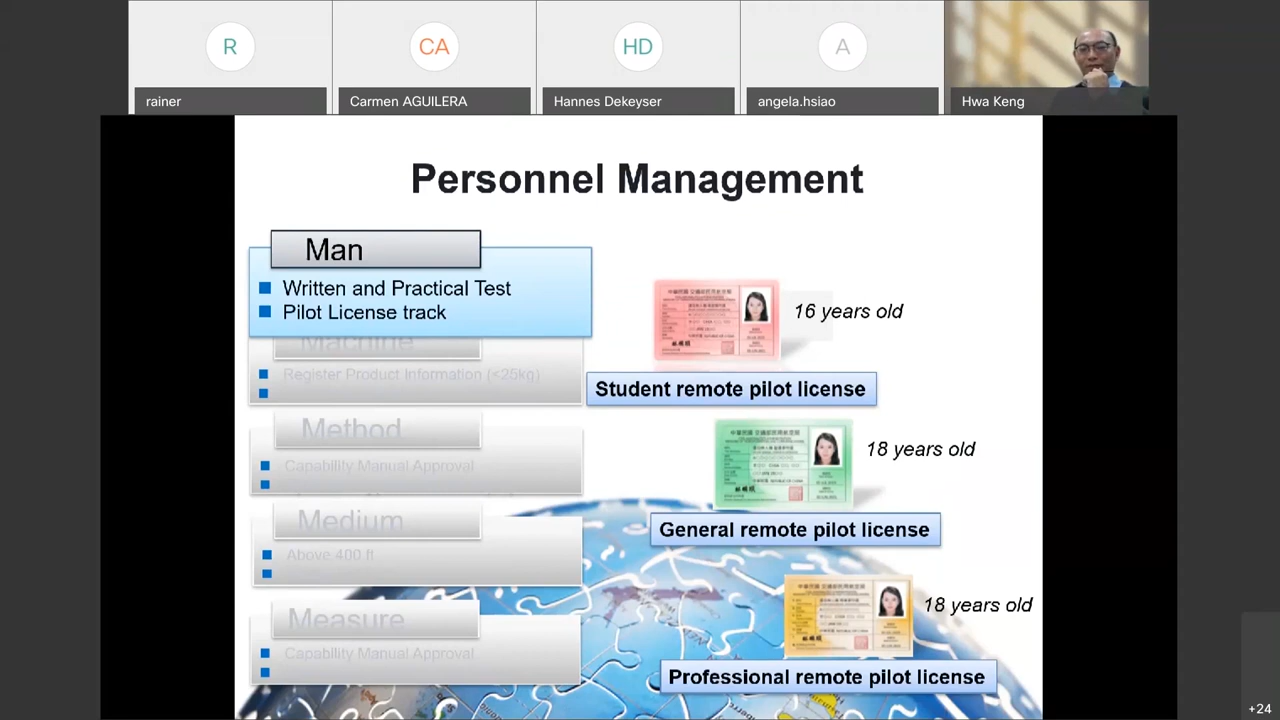 R
CA
HD
A
rainer
Carmen AGUILERA
Hannes Dekeyser
angela.hsiao
Hwa Keng
Personnel Management
Man
Written and Practical Test
Pilot License track
Machine
Register Product Information (<25kg)
Method
Capability Manual Approval
Medium
Above 400 ft
Measure
Capability Manual Approval
16 years old
Student remote pilot license
18 years old
General remote pilot license
18 years old
Professional remote pilot license
+24